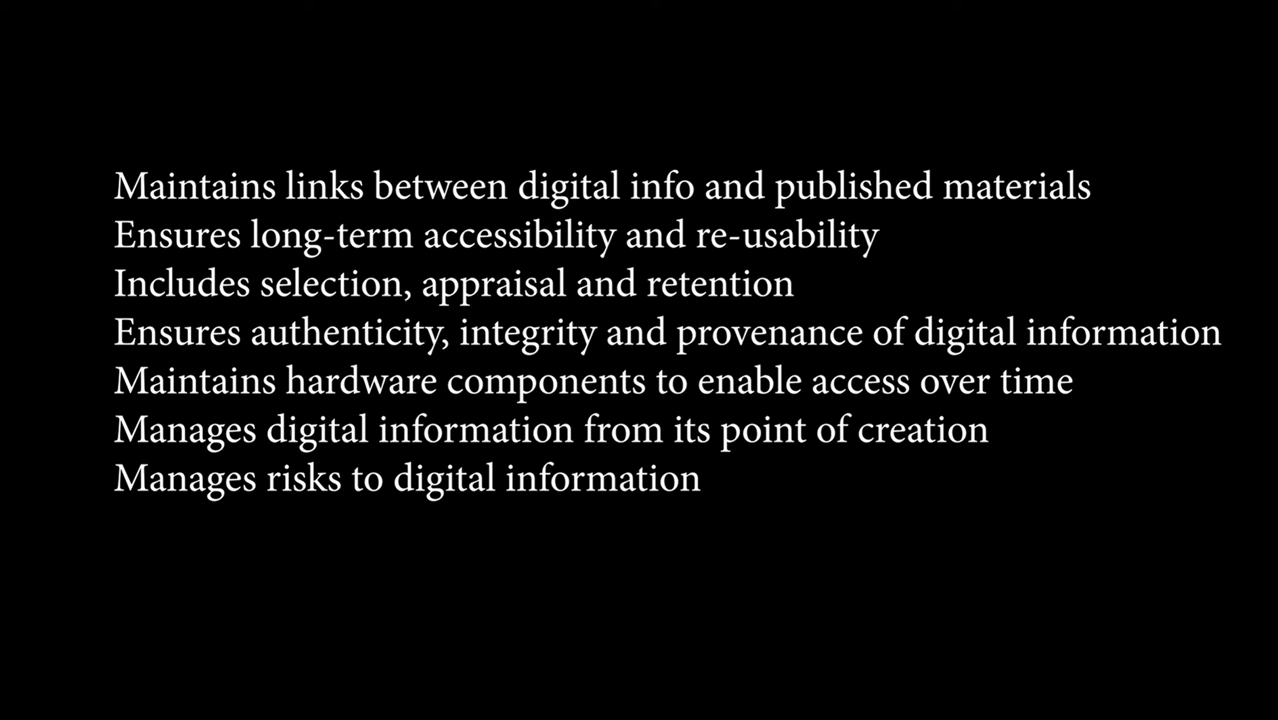 Maintains links between digital info and published materials
Ensures long-term accessibility and re-usability
Includes selection, appraisal and retention
Ensures authenticity, integrity and provenance of digital information
Maintains hardware components to enable access over time
Manages digital information from its point of creation
Manages risks to digital information